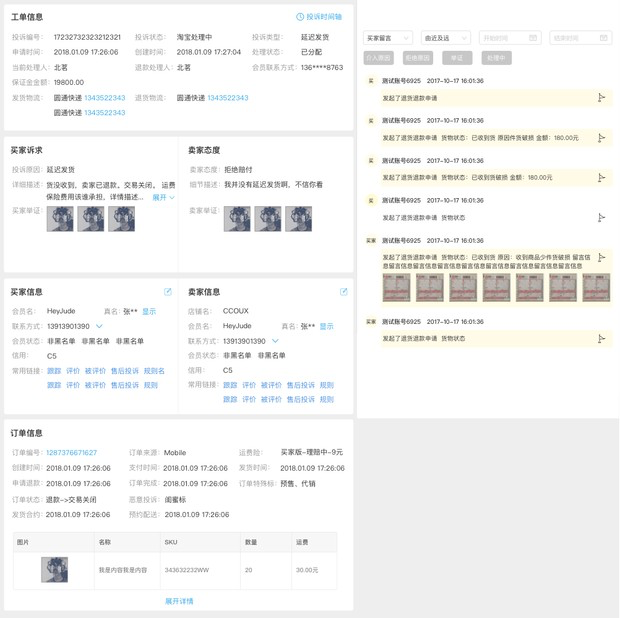 工单信息
投诉时间轴
投诉编号： 17232732323212321 投诉状态： 淘宝处理中 投诉类型： 延迟发货
申请时间： 2018.01.09 17:26:06 创建时间： 2018.01.09 17:27:04 处理状态： 已分配
当前处理人： 北茗 退款处理人： 北茗 会员联系方式： 136****8763
保证金金额： 19800.00
发货物流： 圆通快递 1343522343 退货物流： 圆通快递 1343522343
圆通快递 1343522343
买家诉求
投诉原因： 延迟发货
详细描述： 货没收到，卖家已退款。交易关闭。 运费
保险费用该谁承担，详情描述... 展开
买家举证：
卖家态度
卖家态度： 拒绝赔付
细节描述： 我并没有延迟发货啊，不信你看
卖家举证：
买家信息
会员名： HeyJude 真名： 张** 显示
联系方式： 13913901390
会员状态： 非黑名单 非黑名单 非黑名单
信用： C5
常用链接： 跟踪 评价 被评价 售后投诉 规则名
跟踪 评价 被评价 售后投诉 规则
卖家信息
店铺名： CCOUX
会员名： HeyJude 真名： 张** 显示
联系方式： 13913901390
会员状态： 非黑名单 非黑名单
信用： C5
常用链接： 跟踪 评价 被评价 售后投诉 规则
跟踪 评价 被评价 售后投诉 规则
订单信息
订单编号： 1287376671627 订单来源： Mobile 运费险： 买家版-理赔中-9元
创建时间： 2018.01.09 17:26:06 支付时间： 2018.01.09 17:26:06 发货时间： 2018.01.09 17:26:06
申请退款： 2018.01.09 17:26:06 订单完成： 2018.01.09 17:26:06 订单特殊标： 预售、代销
订单状态： 退款->交易关闭 恶意投诉： 闺蜜标
发货合约： 2018.01.09 17:26:06 预约配送： 2018.01.09 17:26:06
图片 名称 SKU 数量 运费
我是内容我是内容 343632232WW 20 30.00元
展开详情
买家留言 由近及远 开始时间 结束时间
介入原因 拒绝原因 举证 处理中
买 测试账号6925 2017-10-17 16:01:36
发起了退货退款申请
买 测试账号6925 2017-10-17 16:01:36
发起了退货退款申请 货物状态：已收到货 原因件货破损 金额：180.00元
买 测试账号6925 2017-10-17 16:01:36
发起了退货退款申请 货物状态：已收到货破损 金额：180.00元
买 测试账号6925 2017-10-17 16:01:36
发起了退货退款申请 货物状态
买家 测试账号6925 2017-10-17 16:01:36
发起了退货退款申请 货物状态：已收到货 原因：收到商品少件货破损 留言信
息留言信息留言信息留言信息留言信息留言信息留言信息留言信息
买家 测试账号6925 2017-10-17 16:01:36
发起了退货退款申请 货物状态